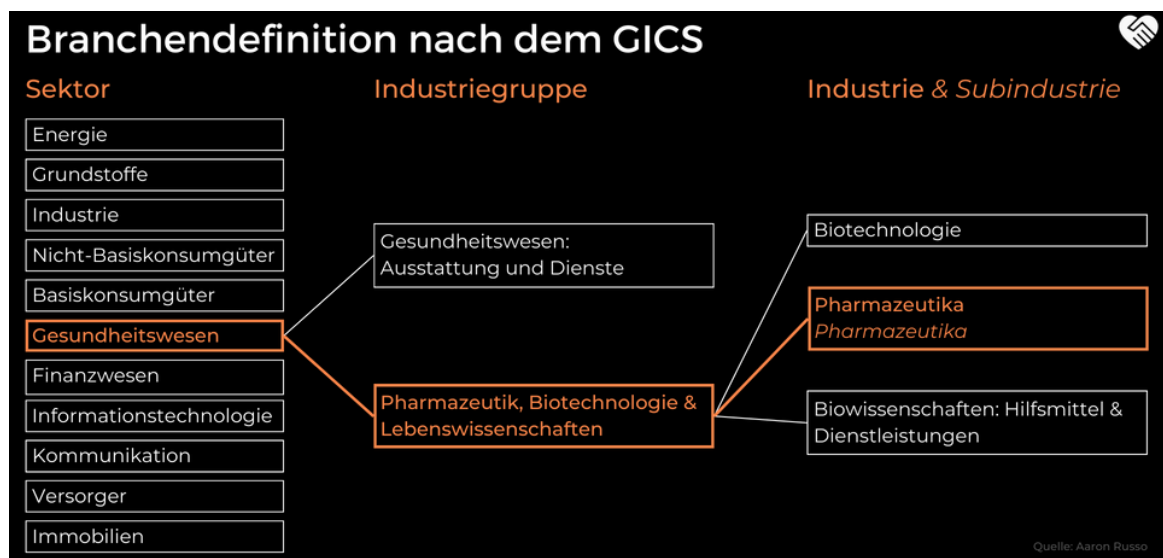 Branchendefinition nach dem GICS
Sektor
Energie
Grundstoffe
Industrie
Nicht-Basiskonsumgüter
Basiskonsumgüter
Gesundheitswesen
Finanzwesen
Informationstechnologie
Kommunikation
Versorger
Immobilien
Industriegruppe
Gesundheitswesen:
Ausstattung und Dienste
Pharmazeutik, Biotechnologie &
Lebenswissenschaften
Industrie & Subindustrie
Biotechnologie
Pharmazeutika
Pharmazeutika
Biowissenschaften: Hilfsmittel &
Dienstleistungen
Quelle: Aaron Russo